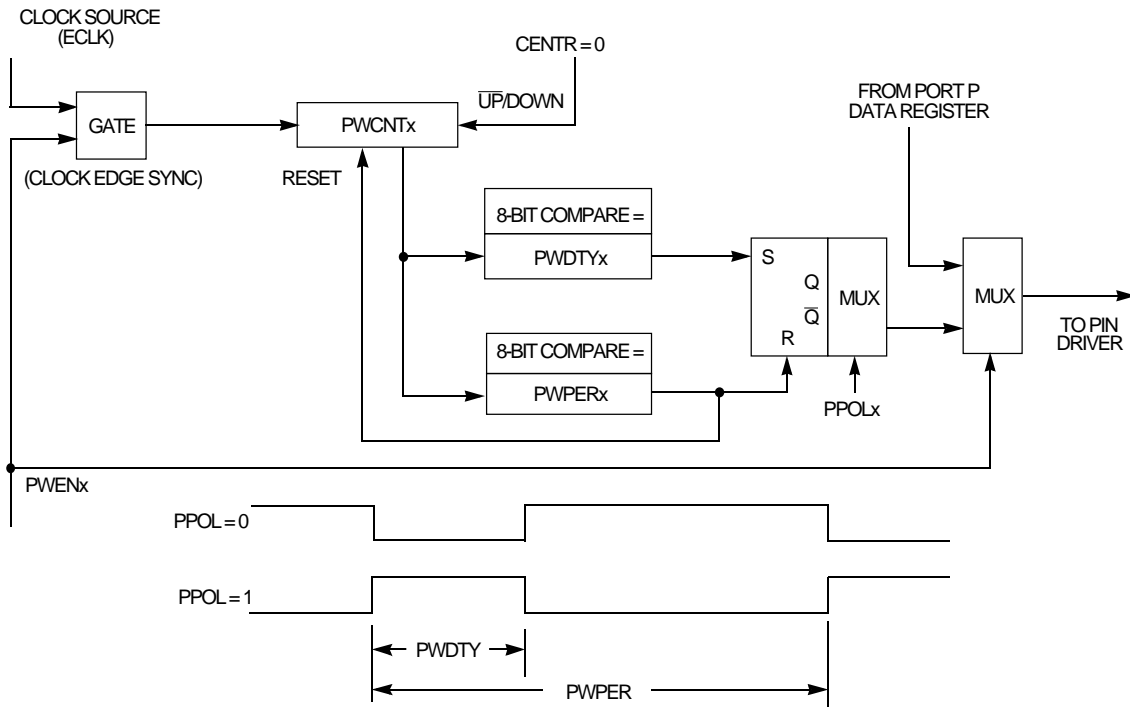 CLOCK SOURCE
(ECLK)
CENTR = 0
UP/DOWN
FROM PORT P
DATA REGISTER
GATE
PWCNTx
(CLOCK EDGE SYNC)
RESET
8-BIT COMPARE =
PWDTYx
S
Q
Q
R
MUX
MUX
TO PIN
DRIVER
8-BIT COMPARE =
PWPERx
PPOLx
PWENx
PPOL = 0
PPOL = 1
PWDTY
PWPER